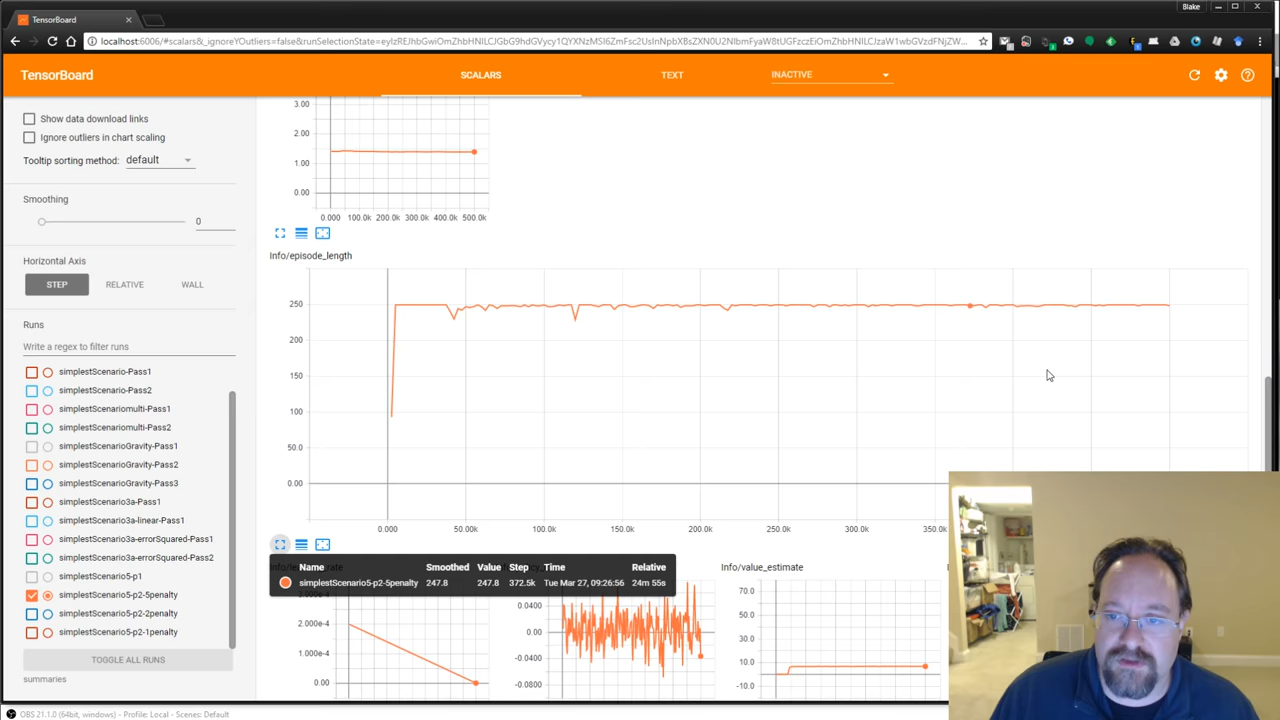 TensorBoard
Blake
localhost:6006/#scalars&_ignoreYOutliers=false&runSelectionState=
TensorBoard
SCALARS
TEXT
INACTIVE
Show data download links
Ignore outliers in chart scaling
Tooltip sorting method: default
Smoothing
0
Horizontal Axis
STEP RELATIVE WALL
Runs
Write a regex to filter runs
simplestScenario-Pass1
simplestScenario-Pass2
simplestScenariomulti-Pass1
simplestScenariomulti-Pass2
simplestScenarioGravity-Pass1
simplestScenarioGravity-Pass2
simplestScenarioGravity-Pass3
simplestScenario3a-Pass1
simplestScenario3a-linear-Pass1
simplestScenario3a-errorSquared-Pass1
simplestScenario3a-errorSquared-Pass2
simplestScenario5-p1
simplestScenario5-p2-5penalty
simplestScenario5-p2-2penalty
simplestScenario5-p2-1penalty
TOGGLE ALL RUNS
summaries
3.00
2.00
1.00
0.00
0.000 100.0k 200.0k 300.0k 400.0k 500.0k
Info/episode_length
250
200
150
100
50.0
0.00
0.000 50.00k 100.0k 150.0k 200.0k 250.0k 300.0k 350.0k
Name Smoothed Value Step Time Relative
simplestScenario5-p2-5penalty 247.8 247.8 372.5k Tue Mar 27, 09:26:56 24m 55s
2.000e-4
1.000e-4
0.00
0.0400
0.00
-0.0400
-0.0800
Info/value_estimate
70.0
50.0
30.0
10.0
-10.0
OBS 21.1.0 (64bit, windows) - Profile: Local - Scenes: Default